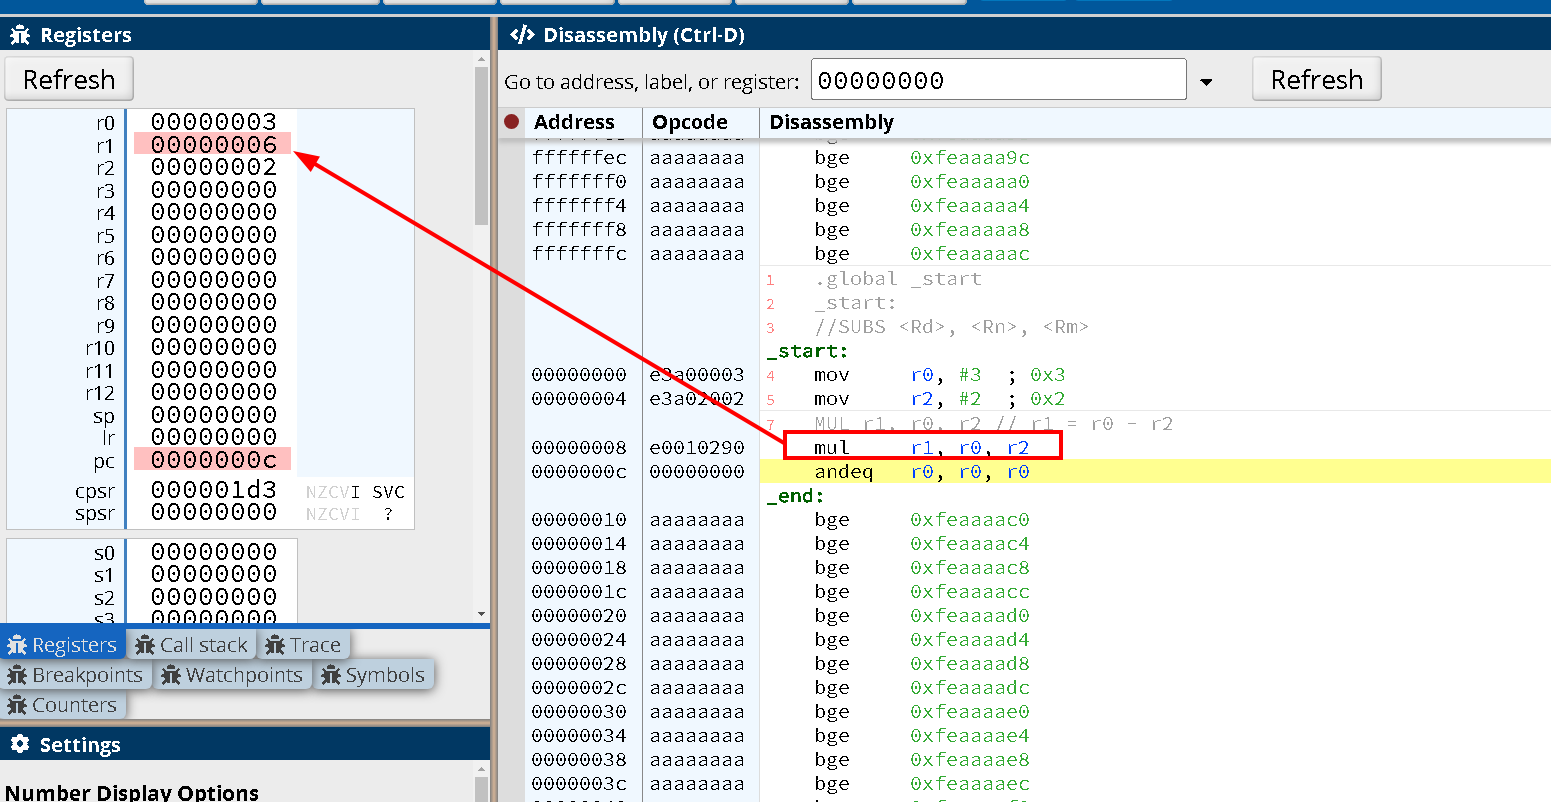 Registers
Refresh
r0 00000003
r1 00000006
r2 00000002
r3 00000000
r4 00000000
r5 00000000
r6 00000000
r7 00000000
r8 00000000
r9 00000000
r10 00000000
r11 00000000
r12 00000000
sp 00000000
lr 00000000
pc 0000000c
cpsr 000001d3 NZCVI SVC
spsr 00000000 NZCVI ?
s0 00000000
s1 00000000
s2 00000000
s3 00000000
Registers Call stack Trace
Breakpoints Watchpoints Symbols
Counters
Settings
Number Display Options
Disassembly (Ctrl-D)
Go to address, label, or register: 00000000 Refresh
Address Opcode Disassembly
ffffffec aaaaaaaa bge 0xfeaaaa9c
fffffff0 aaaaaaaa bge 0xfeaaaaa0
fffffff4 aaaaaaaa bge 0xfeaaaaa4
fffffff8 aaaaaaaa bge 0xfeaaaaa8
fffffffc aaaaaaaa bge 0xfeaaaaac
1 .global _start
2 _start:
3 //SUBS <Rd>, <Rn>, <Rm>
_start:
00000000 e3a00003 4 mov r0, #3 ; 0x3
00000004 e3a02002 5 mov r2, #2 ; 0x2
7 MUL r1, r0, r2 // r1 = r0 - r2
00000008 e0010290 mul r1, r0, r2
0000000c 00000000 andeq r0, r0, r0
_end:
00000010 aaaaaaaa bge 0xfeaaaac0
00000014 aaaaaaaa bge 0xfeaaaac4
00000018 aaaaaaaa bge 0xfeaaaac8
0000001c aaaaaaaa bge 0xfeaaaacc
00000020 aaaaaaaa bge 0xfeaaaad0
00000024 aaaaaaaa bge 0xfeaaaad4
00000028 aaaaaaaa bge 0xfeaaaad8
0000002c aaaaaaaa bge 0xfeaaaadc
00000030 aaaaaaaa bge 0xfeaaaae0
00000034 aaaaaaaa bge 0xfeaaaae4
00000038 aaaaaaaa bge 0xfeaaaae8
0000003c aaaaaaaa bge 0xfeaaaaec